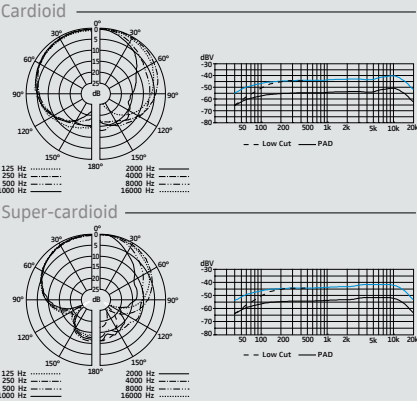 Cardioid
0°
30° 0 30°
5
10
60° 15 60°
20
25
90° dB 90°
120° 120°
150° 150°
180°
125 Hz 2000 Hz
250 Hz 4000 Hz
500 Hz 8000 Hz
1000 Hz 16000 Hz
dBV
-30
-40
-50
-60
-70
-80
50 100 200 500 1k 2k 5k 10k 20k
Low Cut PAD
Super-cardioid
0°
30° 0 30°
5
10
60° 15 60°
20
25
90° dB 90°
120° 120°
150° 150°
180°
125 Hz 2000 Hz
250 Hz 4000 Hz
500 Hz 8000 Hz
1000 Hz 16000 Hz
dBV
-30
-40
-50
-60
-70
-80
50 100 200 500 1k 2k 5k 10k 20k
Low Cut PAD